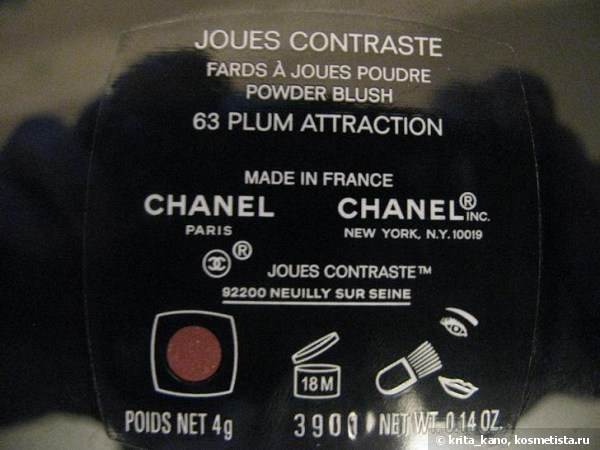 JOUES CONTRASTE
FARDS À JOUES POUDRE
POWDER BLUSH
63 PLUM ATTRACTION
MADE IN FRANCE
CHANEL CHANEL® INC.
PARIS NEW YORK, N.Y. 10019
® JOUES CONTRASTE™
92200 NEUILLY SUR SEINE
18M
POIDS NET 4g 3901 NET WT. 0.14 OZ.
© krita_kano, kosmetista.ru